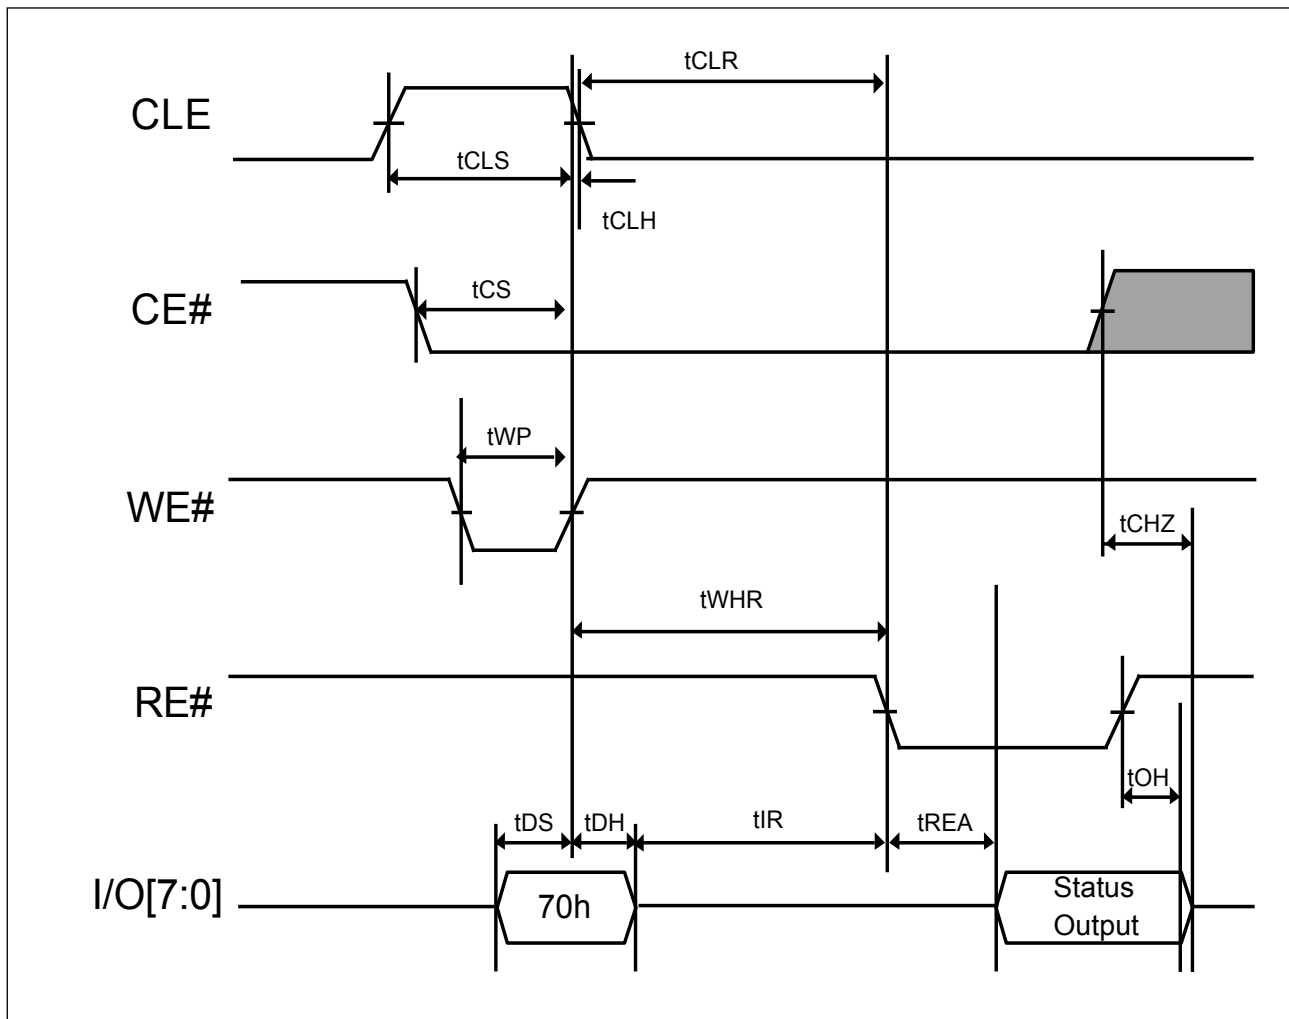 tCLR
CLE
tCLS
tCLH
tCS
CE#
tWP
WE#
tCHZ
tWHR
RE#
tOH
tDS
tDH
tIR
tREA
I/O[7:0]
70h
Status
Output